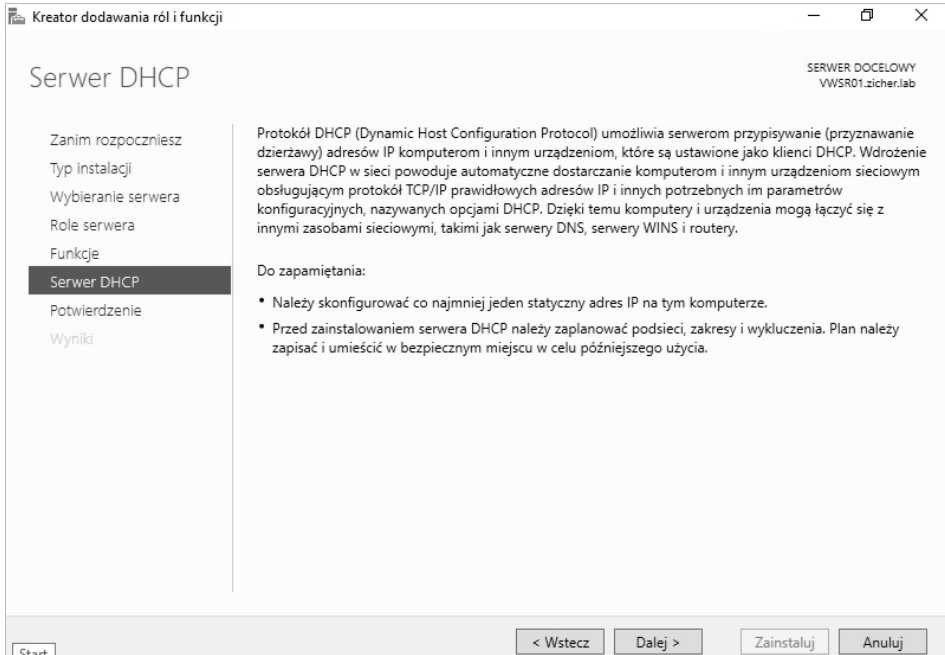 Kreator dodawania ról i funkcji
Serwer DHCP
SERWER DOCELOWY
VWSR01.zicher.lab
Zanim rozpoczniesz
Typ instalacji
Wybieranie serwera
Role serwera
Funkcje
Serwer DHCP
Potwierdzenie
Wyniki
Protokół DHCP (Dynamic Host Configuration Protocol) umożliwia serwerom przypisywanie (przyznawanie
dzierżawy) adresów IP komputerom i innym urządzeniom, które są ustawione jako klienci DHCP. Wdrożenie
serwera DHCP w sieci powoduje automatyczne dostarczanie komputerom i innym urządzeniom sieciowym
obsługującym protokół TCP/IP prawidłowych adresów IP i innych potrzebnych im parametrów
konfiguracyjnych, nazywanych opcjami DHCP. Dzięki temu komputery i urządzenia mogą łączyć się z
innymi zasobami sieciowymi, takimi jak serwery DNS, serwery WINS i routery.
Do zapamiętania:
• Należy skonfigurować co najmniej jeden statyczny adres IP na tym komputerze.
• Przed zainstalowaniem serwera DHCP należy zaplanować podsieci, zakresy i wykluczenia. Plan należy
zapisać i umieścić w bezpiecznym miejscu w celu późniejszego użycia.
< Wstecz
Dalej >
Zainstaluj
Anuluj
Start